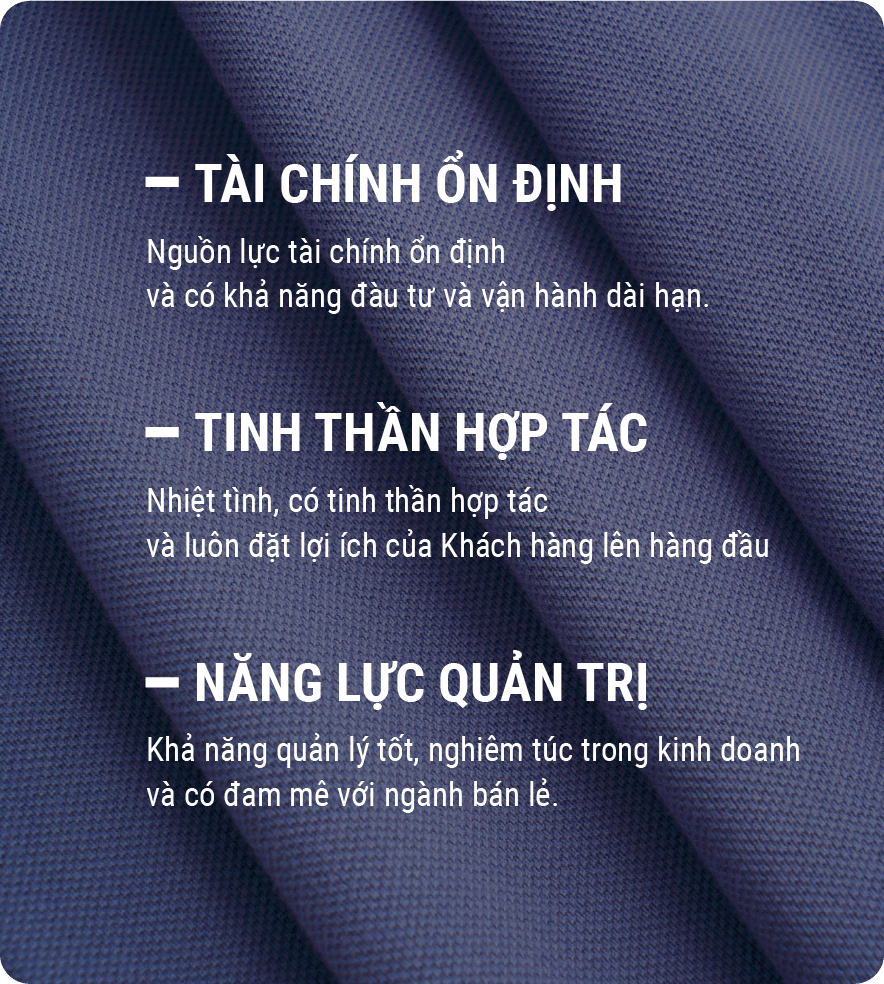 – TÀI CHÍNH ỔN ĐỊNH
Nguồn lực tài chính ổn định
và có khả năng đàu tư và vận hành dài hạn.
– TINH THẦN HỢP TÁC
Nhiệt tình, có tinh thần hợp tác
và luôn đặt lợi ích của Khách hàng lên hàng đầu
– NĂNG LỰC QUẢN TRỊ
Khả năng quản lý tốt, nghiêm túc trong kinh doanh
và có đam mê với ngành bán lẻ.